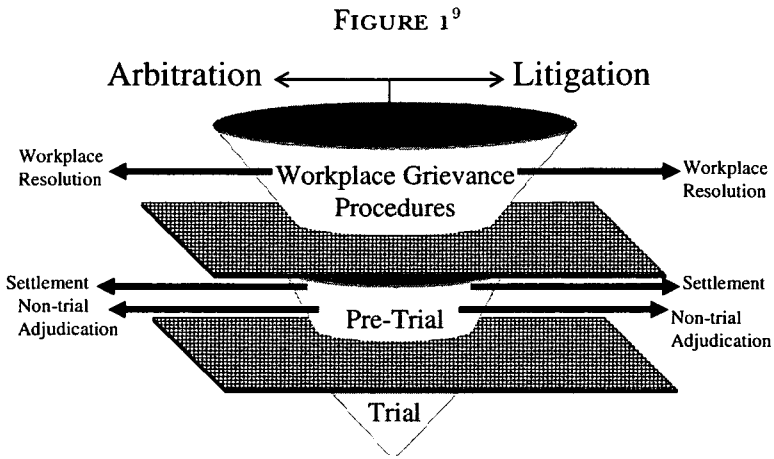 FIGURE 1⁹
Arbitration Litigation
Workplace
Resolution
Workplace Grievance
Procedures
Workplace
Resolution
Settlement
Non-trial
Adjudication
Pre-Trial
Settlement
Non-trial
Adjudication
Trial